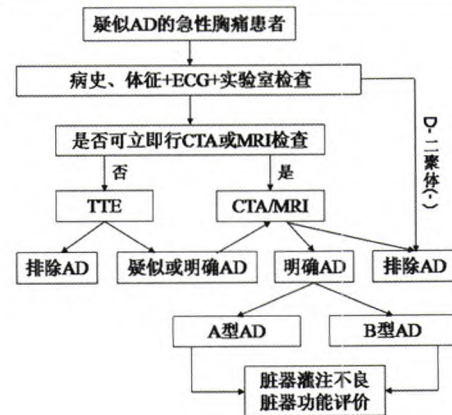 疑似AD的急性胸痛患者
病史、体征+ECG+实验室检查
是否可立即行CTA或MRI检查
否
是
D-二聚体(-)
TTE
CTA/MRI
排除AD
疑似或明确AD
明确AD
排除AD
A型AD
B型AD
脏器灌注不良
脏器功能评价